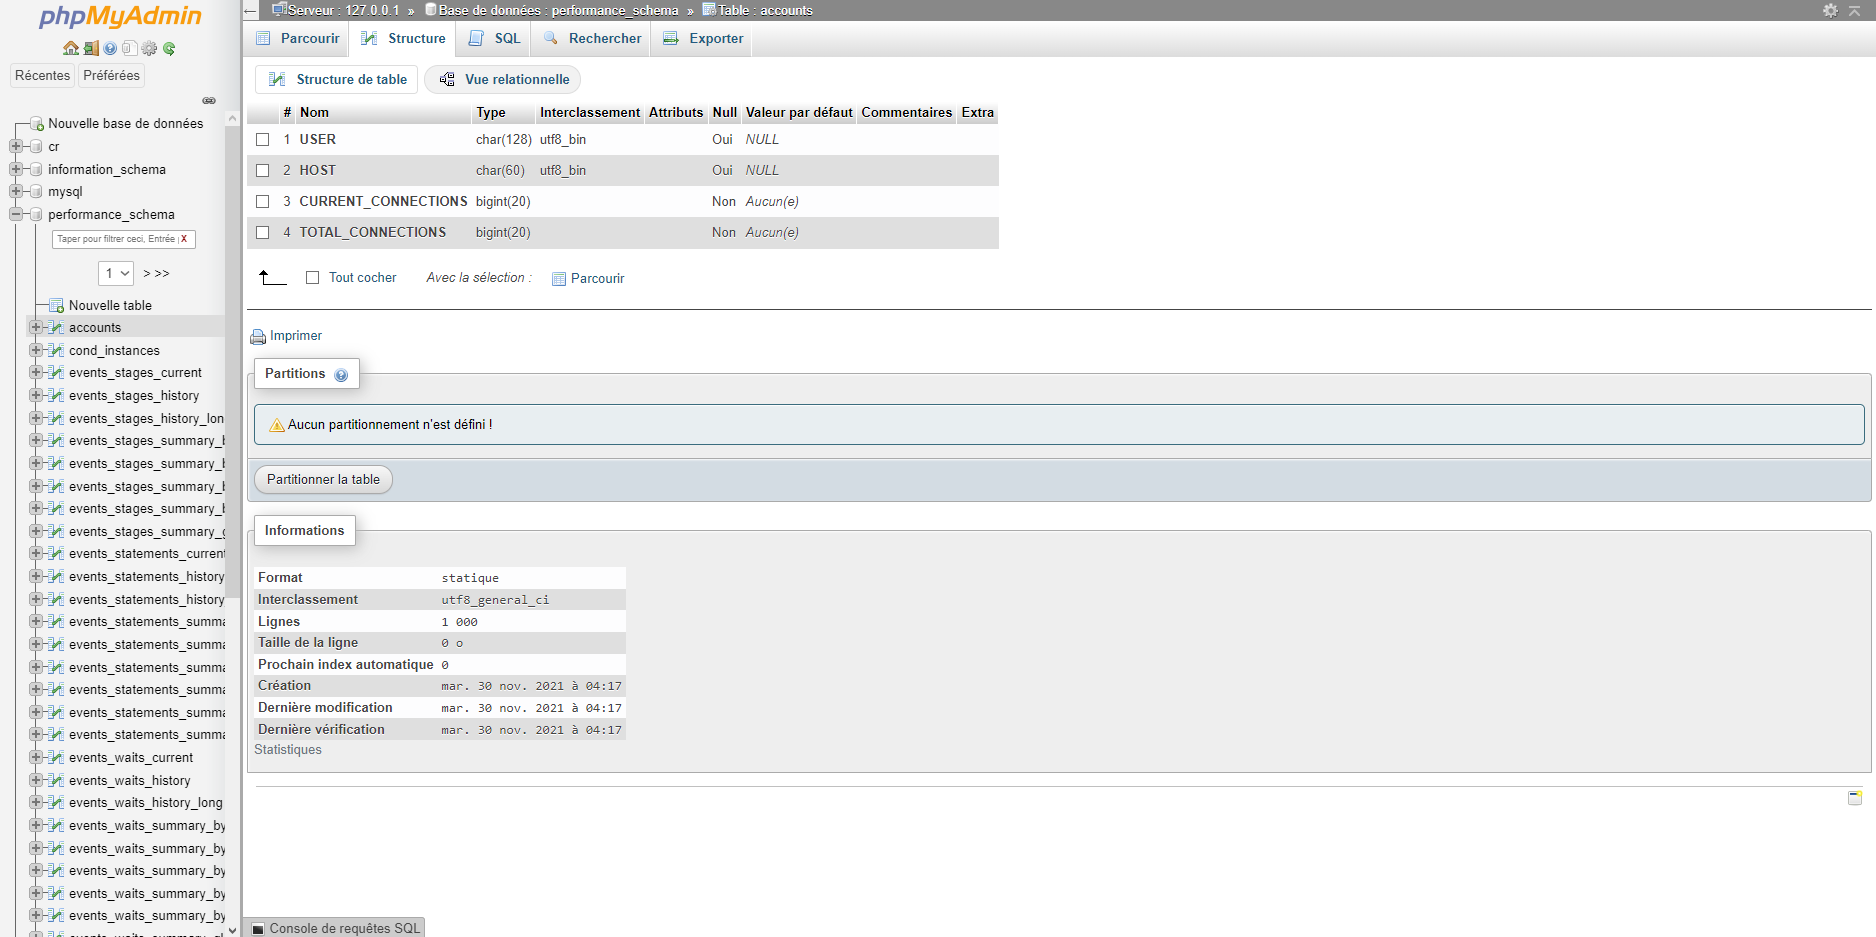 phpMyAdmin
Récentes Préférées
Nouvelle base de données
cr
information_schema
mysql
performance_schema
Taper pour filtrer ceci, Entrée X
1 > >>
Nouvelle table
accounts
cond_instances
events_stages_current
events_stages_history
events_stages_history_lon
events_stages_summary_b
events_stages_summary_b
events_stages_summary_b
events_stages_summary_b
events_stages_summary_g
events_statements_current
events_statements_history
events_statements_history
events_statements_summa
events_statements_summa
events_statements_summa
events_statements_summa
events_statements_summa
events_statements_summa
events_waits_current
events_waits_history
events_waits_history_long
events_waits_summary_by
events_waits_summary_by
events_waits_summary_by
events_waits_summary_by
events_waits_summary_by
Serveur : 127.0.0.1 » Base de données : performance_schema » Table : accounts
Parcourir Structure SQL Rechercher Exporter
Structure de table Vue relationnelle
# Nom Type Interclassement Attributs Null Valeur par défaut Commentaires Extra
1 USER char(128) utf8_bin Oui NULL
2 HOST char(60) utf8_bin Oui NULL
3 CURRENT_CONNECTIONS bigint(20) Non Aucun(e)
4 TOTAL_CONNECTIONS bigint(20) Non Aucun(e)
Tout cocher Avec la sélection : Parcourir
Imprimer
Partitions
Aucun partitionnement n'est défini !
Partitionner la table
Informations
Format statique
Interclassement utf8_general_ci
Lignes 1 000
Taille de la ligne 0 o
Prochain index automatique 0
Création mar. 30 nov. 2021 à 04:17
Dernière modification mar. 30 nov. 2021 à 04:17
Dernière vérification mar. 30 nov. 2021 à 04:17
Statistiques
Console de requêtes SQL